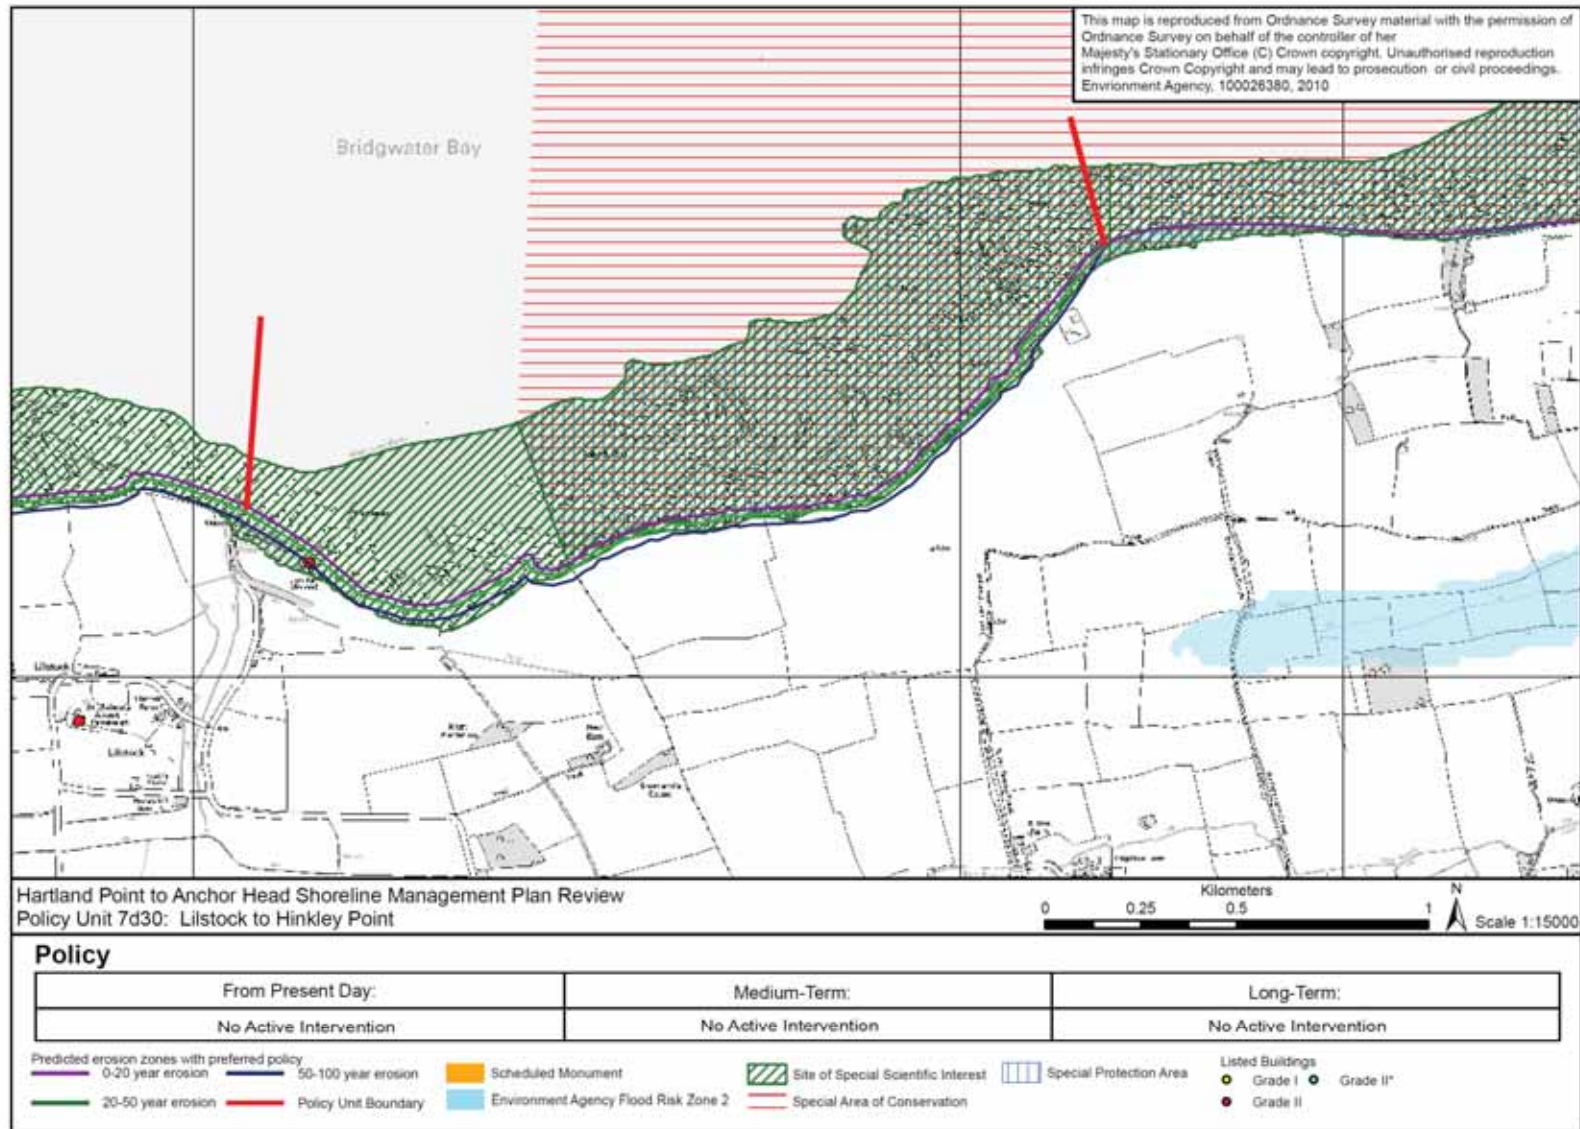 This map is reproduced from Ordnance Survey material with the permission of
Ordnance Survey on behalf of the controller of her
Majesty's Stationary Office (C) Crown copyright. Unauthorised reproduction
infringes Crown Copyright and may lead to prosecution or civil proceedings.
Envrionment Agency, 100026380, 2010
Bridgwater Bay
Lilstock
Lilstock
Hartland Point to Anchor Head Shoreline Management Plan Review
Policy Unit 7d30: Lilstock to Hinkley Point
Kilometers
0 0.25 0.5 1
N
Scale 1:15000
Policy
From Present Day: Medium-Term: Long-Term:
No Active Intervention No Active Intervention No Active Intervention
Predicted erosion zones with preferred policy
0-20 year erosion 50-100 year erosion Scheduled Monument Site of Special Scientific Interest Special Protection Area
20-50 year erosion Policy Unit Boundary Environment Agency Flood Risk Zone 2 Special Area of Conservation
Listed Buildings
Grade I Grade II*
Grade II